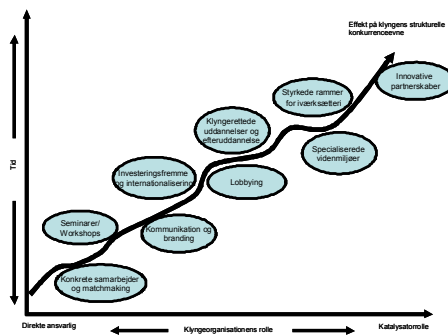 Effekt på klyngens strukturelle
konkurrenceevne
Innovative
partnerskaber
Styrkede rammer
for iværksætteri
Klyngerettede
uddannelser og
efteruddannelse
Specialiserede
videnmiljøer
Tid
Investeringsfremme
og internationalisering
Lobbying
Seminarer/
Workshops
Kommunikation og
branding
Konkrete samarbejder
og matchmaking
Direkte ansvarlig
Klyngeorganisationens rolle
Katalysatorrolle